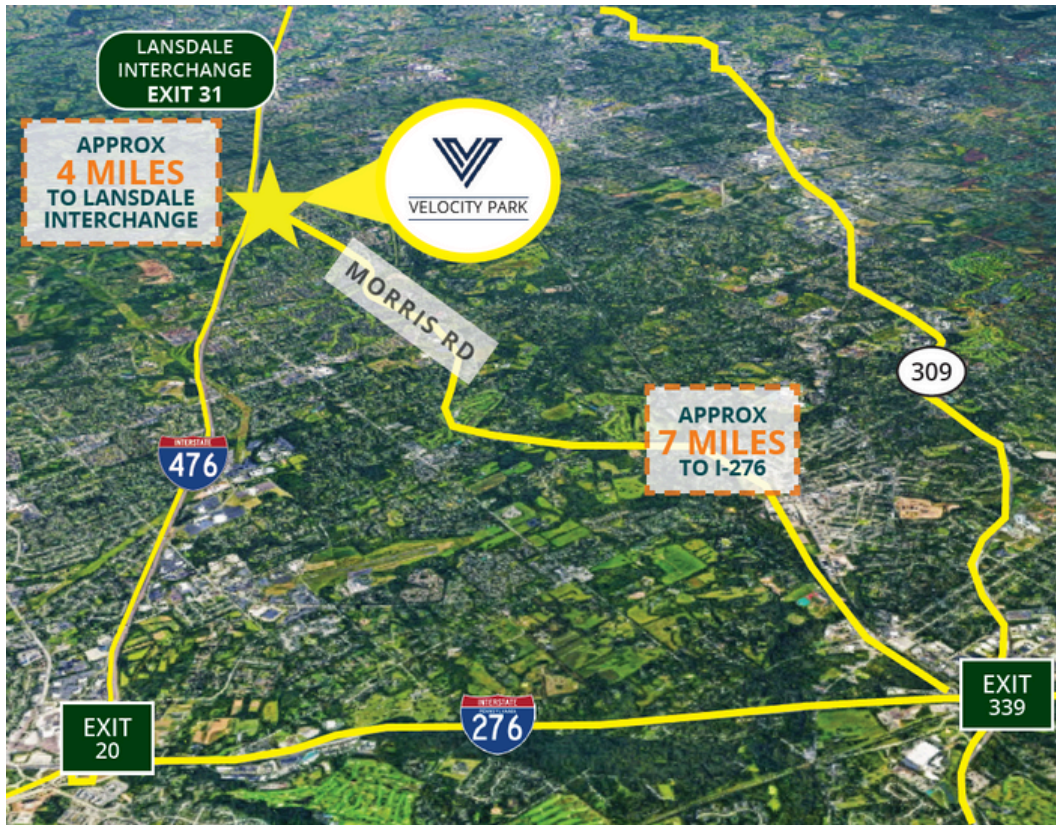 LANSDALE
INTERCHANGE
EXIT 31
APPROX
4 MILES
TO LANSDALE
INTERCHANGE
VELOCITY PARK
MORRIS RD
309
APPROX
7 MILES
TO I-276
INTERSTATE
476
INTERSTATE
PENNSYLVANIA
276
EXIT
20
EXIT
339